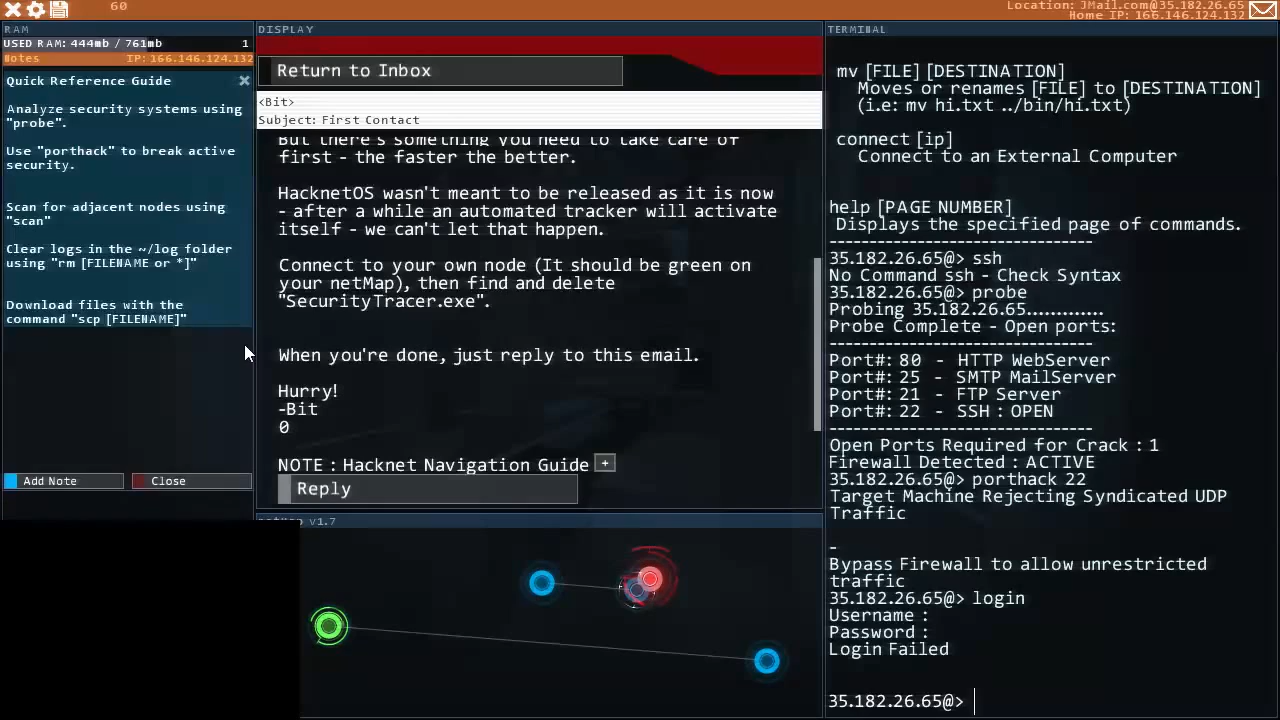 60
Location: JMail.com@35.182.26.65
Home IP: 166.146.124.132
RAM
USED RAM: 444mb / 761mb 1
Notes IP: 166.146.124.132
Quick Reference Guide
Analyze security systems using
"probe".
Use "porthack" to break active
security.
Scan for adjacent nodes using
"scan"
Clear logs in the ~/log folder
using "rm [FILENAME or *]"
Download files with the
command "scp [FILENAME]"
Add Note Close
DISPLAY
Return to Inbox
<Bit>
Subject: First Contact
But there's something you need to take care of
first - the faster the better.
HacknetOS wasn't meant to be released as it is now
- after a while an automated tracker will activate
itself - we can't let that happen.
Connect to your own node (It should be green on
your netMap), then find and delete
"SecurityTracer.exe".
When you're done, just reply to this email.
Hurry!
-Bit
0
NOTE : Hacknet Navigation Guide +
Reply
netMap v1.7
TERMINAL
mv [FILE] [DESTINATION]
Moves or renames [FILE] to [DESTINATION]
(i.e: mv hi.txt ../bin/hi.txt)
connect [ip]
Connect to an External Computer
help [PAGE NUMBER]
Displays the specified page of commands.
---------------------------------
35.182.26.65@> ssh
No Command ssh - Check Syntax
35.182.26.65@> probe
Probing 35.182.26.65.............
Probe Complete - Open ports:
---------------------------------
Port#: 80 - HTTP WebServer
Port#: 25 - SMTP MailServer
Port#: 21 - FTP Server
Port#: 22 - SSH : OPEN
---------------------------------
Open Ports Required for Crack : 1
Firewall Detected : ACTIVE
35.182.26.65@> porthack 22
Target Machine Rejecting Syndicated UDP
Traffic
-
Bypass Firewall to allow unrestricted
traffic
35.182.26.65@> login
Username :
Password :
Login Failed
35.182.26.65@>